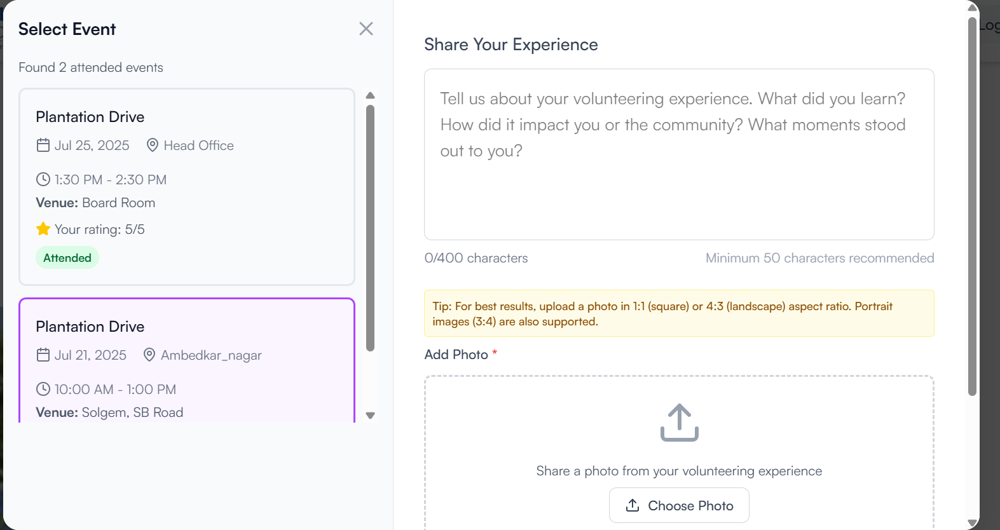 Select Event
Found 2 attended events
Plantation Drive
Jul 25, 2025 Head Office
1:30 PM - 2:30 PM
Venue: Board Room
Your rating: 5/5
Attended
Plantation Drive
Jul 21, 2025 Ambedkar_nagar
10:00 AM - 1:00 PM
Venue: Solgem, SB Road
Share Your Experience
Tell us about your volunteering experience. What did you learn?
How did it impact you or the community? What moments stood
out to you?
0/400 characters Minimum 50 characters recommended
Tip: For best results, upload a photo in 1:1 (square) or 4:3 (landscape) aspect ratio. Portrait
images (3:4) are also supported.
Add Photo *
Share a photo from your volunteering experience
Choose Photo